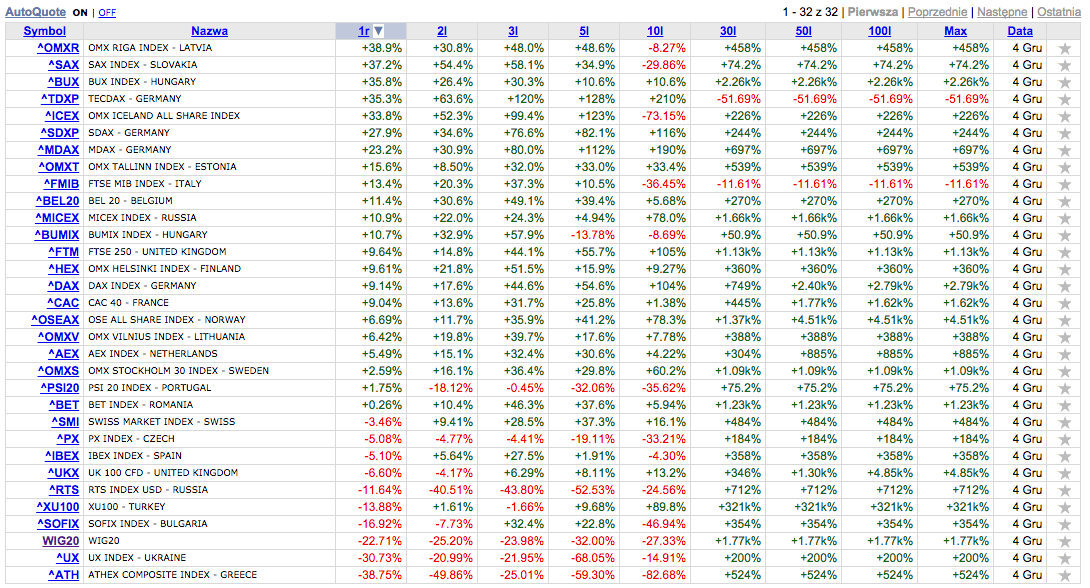 AutoQuote ON | OFF 1 - 32 z 32 | Pierwsza | Poprzednie | Następne | Ostatnia
Symbol Nazwa 1r 2l 3l 5l 10l 30l 50l 100l Max Data
^OMXR OMX RIGA INDEX - LATVIA +38.9% +30.8% +48.0% +48.6% -8.27% +458% +458% +458% +458% 4 Gru
^SAX SAX INDEX - SLOVAKIA +37.2% +54.4% +58.1% +34.9% -29.86% +74.2% +74.2% +74.2% +74.2% 4 Gru
^BUX BUX INDEX - HUNGARY +35.8% +26.4% +30.3% +10.6% +10.6% +2.26k% +2.26k% +2.26k% +2.26k% 4 Gru
^TDXP TECDAX - GERMANY +35.3% +63.6% +120% +128% +210% -51.69% -51.69% -51.69% -51.69% 4 Gru
^ICEX OMX ICELAND ALL SHARE INDEX +33.8% +52.3% +99.4% +123% -73.15% +226% +226% +226% +226% 4 Gru
^SDXP SDAX - GERMANY +27.9% +34.6% +76.6% +82.1% +116% +244% +244% +244% +244% 4 Gru
^MDAX MDAX - GERMANY +23.2% +30.9% +80.0% +112% +190% +697% +697% +697% +697% 4 Gru
^OMXT OMX TALLINN INDEX - ESTONIA +15.6% +8.50% +32.0% +33.0% +33.4% +539% +539% +539% +539% 4 Gru
^FMIB FTSE MIB INDEX - ITALY +13.4% +20.3% +37.3% +10.5% -36.45% -11.61% -11.61% -11.61% -11.61% 4 Gru
^BEL20 BEL 20 - BELGIUM +11.4% +30.6% +49.1% +39.4% +5.68% +270% +270% +270% +270% 4 Gru
^MICEX MICEX INDEX - RUSSIA +10.9% +22.0% +24.3% +4.94% +78.0% +1.66k% +1.66k% +1.66k% +1.66k% 4 Gru
^BUMIX BUMIX INDEX - HUNGARY +10.7% +32.9% +57.9% -13.78% -8.69% +50.9% +50.9% +50.9% +50.9% 4 Gru
^FTM FTSE 250 - UNITED KINGDOM +9.64% +14.8% +44.1% +55.7% +105% +1.13k% +1.13k% +1.13k% +1.13k% 4 Gru
^HEX OMX HELSINKI INDEX - FINLAND +9.61% +21.8% +51.5% +15.9% +9.27% +360% +360% +360% +360% 4 Gru
^DAX DAX INDEX - GERMANY +9.14% +17.6% +44.6% +54.6% +104% +749% +2.40k% +2.79k% +2.79k% 4 Gru
^CAC CAC 40 - FRANCE +9.04% +13.6% +31.7% +25.8% +1.38% +445% +1.77k% +1.62k% +1.62k% 4 Gru
^OSEAX OSE ALL SHARE INDEX - NORWAY +6.69% +11.7% +35.9% +41.2% +78.3% +1.37k% +4.51k% +4.51k% +4.51k% 4 Gru
^OMXV OMX VILNIUS INDEX - LITHUANIA +6.42% +19.8% +39.7% +17.6% +7.78% +388% +388% +388% +388% 4 Gru
^AEX AEX INDEX - NETHERLANDS +5.49% +15.1% +32.4% +30.6% +4.22% +304% +885% +885% +885% 4 Gru
^OMXS OMX STOCKHOLM 30 INDEX - SWEDEN +2.59% +16.1% +36.4% +29.8% +60.2% +1.09k% +1.09k% +1.09k% +1.09k% 4 Gru
^PSI20 PSI 20 INDEX - PORTUGAL +1.75% -18.12% -0.45% -32.06% -35.62% +75.2% +75.2% +75.2% +75.2% 4 Gru
^BET BET INDEX - ROMANIA +0.26% +10.4% +46.3% +37.6% +5.94% +1.23k% +1.23k% +1.23k% +1.23k% 4 Gru
^SMI SWISS MARKET INDEX - SWISS -3.46% +9.41% +28.5% +37.3% +16.1% +484% +484% +484% +484% 4 Gru
^PX PX INDEX - CZECH -5.08% -4.77% -4.41% -19.11% -33.21% +184% +184% +184% +184% 4 Gru
^IBEX IBEX INDEX - SPAIN -5.10% +5.64% +27.5% +1.91% -4.30% +358% +358% +358% +358% 4 Gru
^UKX UK 100 CFD - UNITED KINGDOM -6.60% -4.17% +6.29% +8.11% +13.2% +346% +1.30k% +4.85k% +4.85k% 4 Gru
^RTS RTS INDEX USD - RUSSIA -11.64% -40.51% -43.80% -52.53% -24.56% +712% +712% +712% +712% 4 Gru
^XU100 XU100 - TURKEY -13.88% +1.61% -1.66% +9.68% +89.8% +321k% +321k% +321k% +321k% 4 Gru
^SOFIX SOFIX INDEX - BULGARIA -16.92% -7.73% +32.4% +22.8% -46.94% +354% +354% +354% +354% 4 Gru
WIG20 WIG20 -22.71% -25.20% -23.98% -32.00% -27.33% +1.77k% +1.77k% +1.77k% +1.77k% 4 Gru
^UX UX INDEX - UKRAINE -30.73% -20.99% -21.95% -68.05% -14.91% +200% +200% +200% +200% 4 Gru
^ATH ATHEX COMPOSITE INDEX - GREECE -38.75% -49.86% -25.01% -59.30% -82.68% +524% +524% +524% +524% 4 Gru